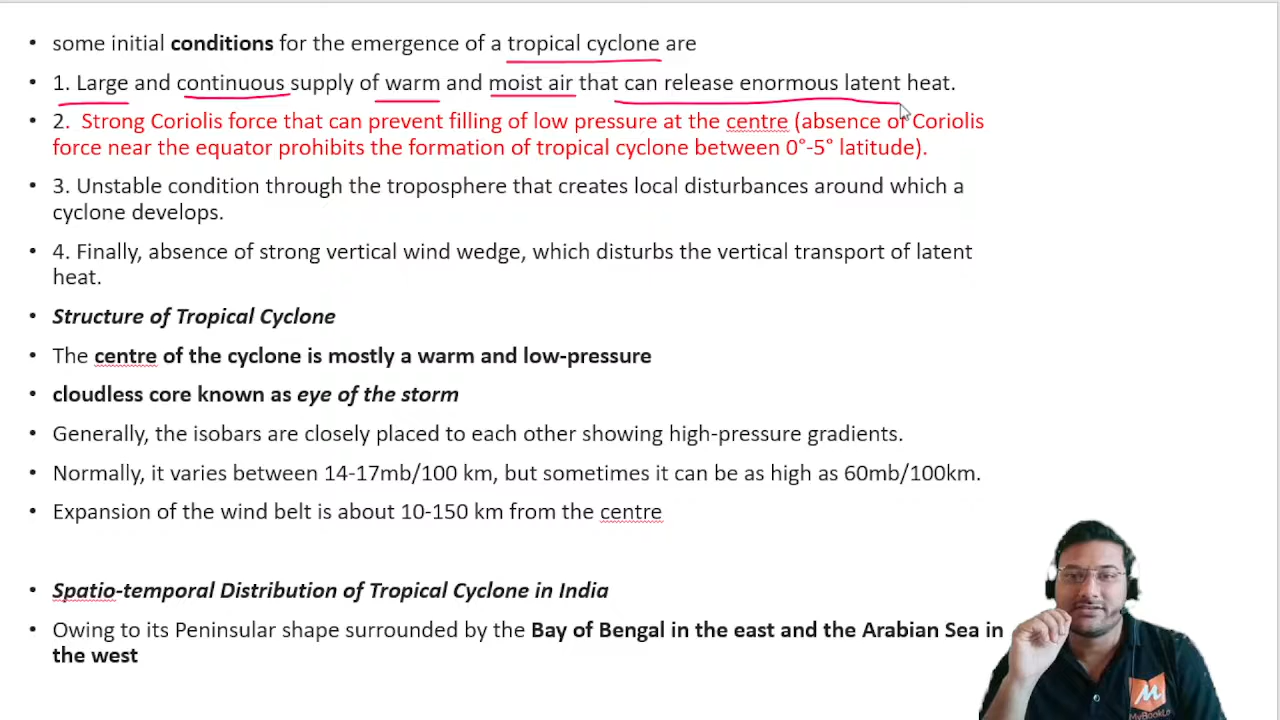 • some initial conditions for the emergence of a tropical cyclone are
• 1. Large and continuous supply of warm and moist air that can release enormous latent heat.
• 2.  Strong Coriolis force that can prevent filling of low pressure at the centre (absence of Coriolis
force near the equator prohibits the formation of tropical cyclone between 0°-5° latitude).
• 3. Unstable condition through the troposphere that creates local disturbances around which a
cyclone develops.
• 4. Finally, absence of strong vertical wind wedge, which disturbs the vertical transport of latent
heat.
• Structure of Tropical Cyclone
• The centre of the cyclone is mostly a warm and low-pressure
• cloudless core known as eye of the storm
• Generally, the isobars are closely placed to each other showing high-pressure gradients.
• Normally, it varies between 14-17mb/100 km, but sometimes it can be as high as 60mb/100km.
• Expansion of the wind belt is about 10-150 km from the centre
• Spatio-temporal Distribution of Tropical Cyclone in India
• Owing to its Peninsular shape surrounded by the Bay of Bengal in the east and the Arabian Sea in
the west